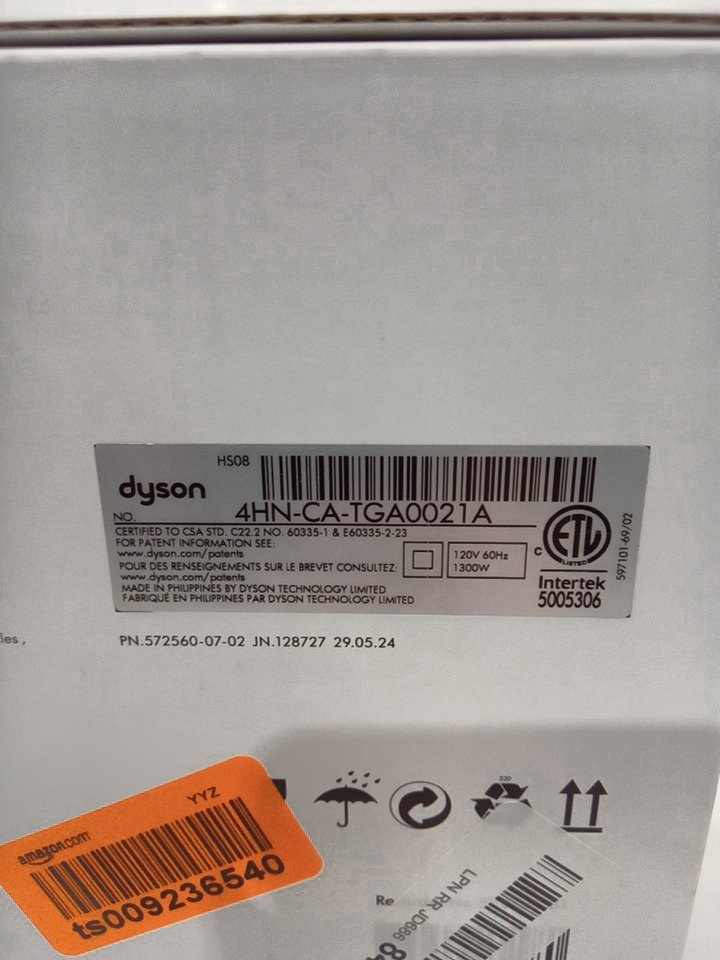 HS08
dyson
NO. 4HN-CA-TGA0021A
CERTIFIED TO CSA STD. C22.2 NO. 60335-1 & E60335-2-23
FOR PATENT INFORMATION SEE:
www.dyson.com/patents
POUR DES RENSEIGNEMENTS SUR LE BREVET CONSULTEZ:
www.dyson.com/patents
MADE IN PHILIPPINES BY DYSON TECHNOLOGY LIMITED
FABRIQUÉ EN PHILIPPINES PAR DYSON TECHNOLOGY LIMITED
120V 60Hz
1300W
C ETL
LISTED
Intertek
5005306
597101-69/02
PN.572560-07-02 JN.128727 29.05.24
amazon.com
YYZ
ts009236540
Re
LPN RR JD686